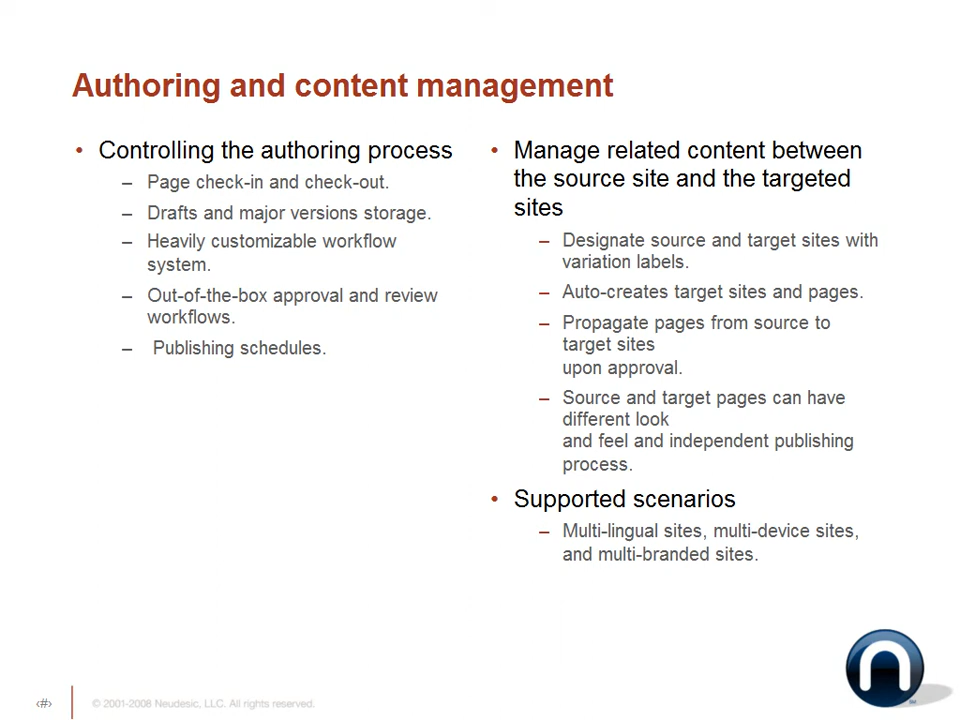 Authoring and content management
• Controlling the authoring process
– Page check-in and check-out.
– Drafts and major versions storage.
– Heavily customizable workflow
system.
– Out-of-the-box approval and review
workflows.
– Publishing schedules.
• Manage related content between
the source site and the targeted
sites
– Designate source and target sites with
variation labels.
– Auto-creates target sites and pages.
– Propagate pages from source to
target sites
upon approval.
– Source and target pages can have
different look
and feel and independent publishing
process.
• Supported scenarios
– Multi-lingual sites, multi-device sites,
and multi-branded sites.
‹#›
© 2001-2008 Neudesic, LLC. All rights reserved.
n